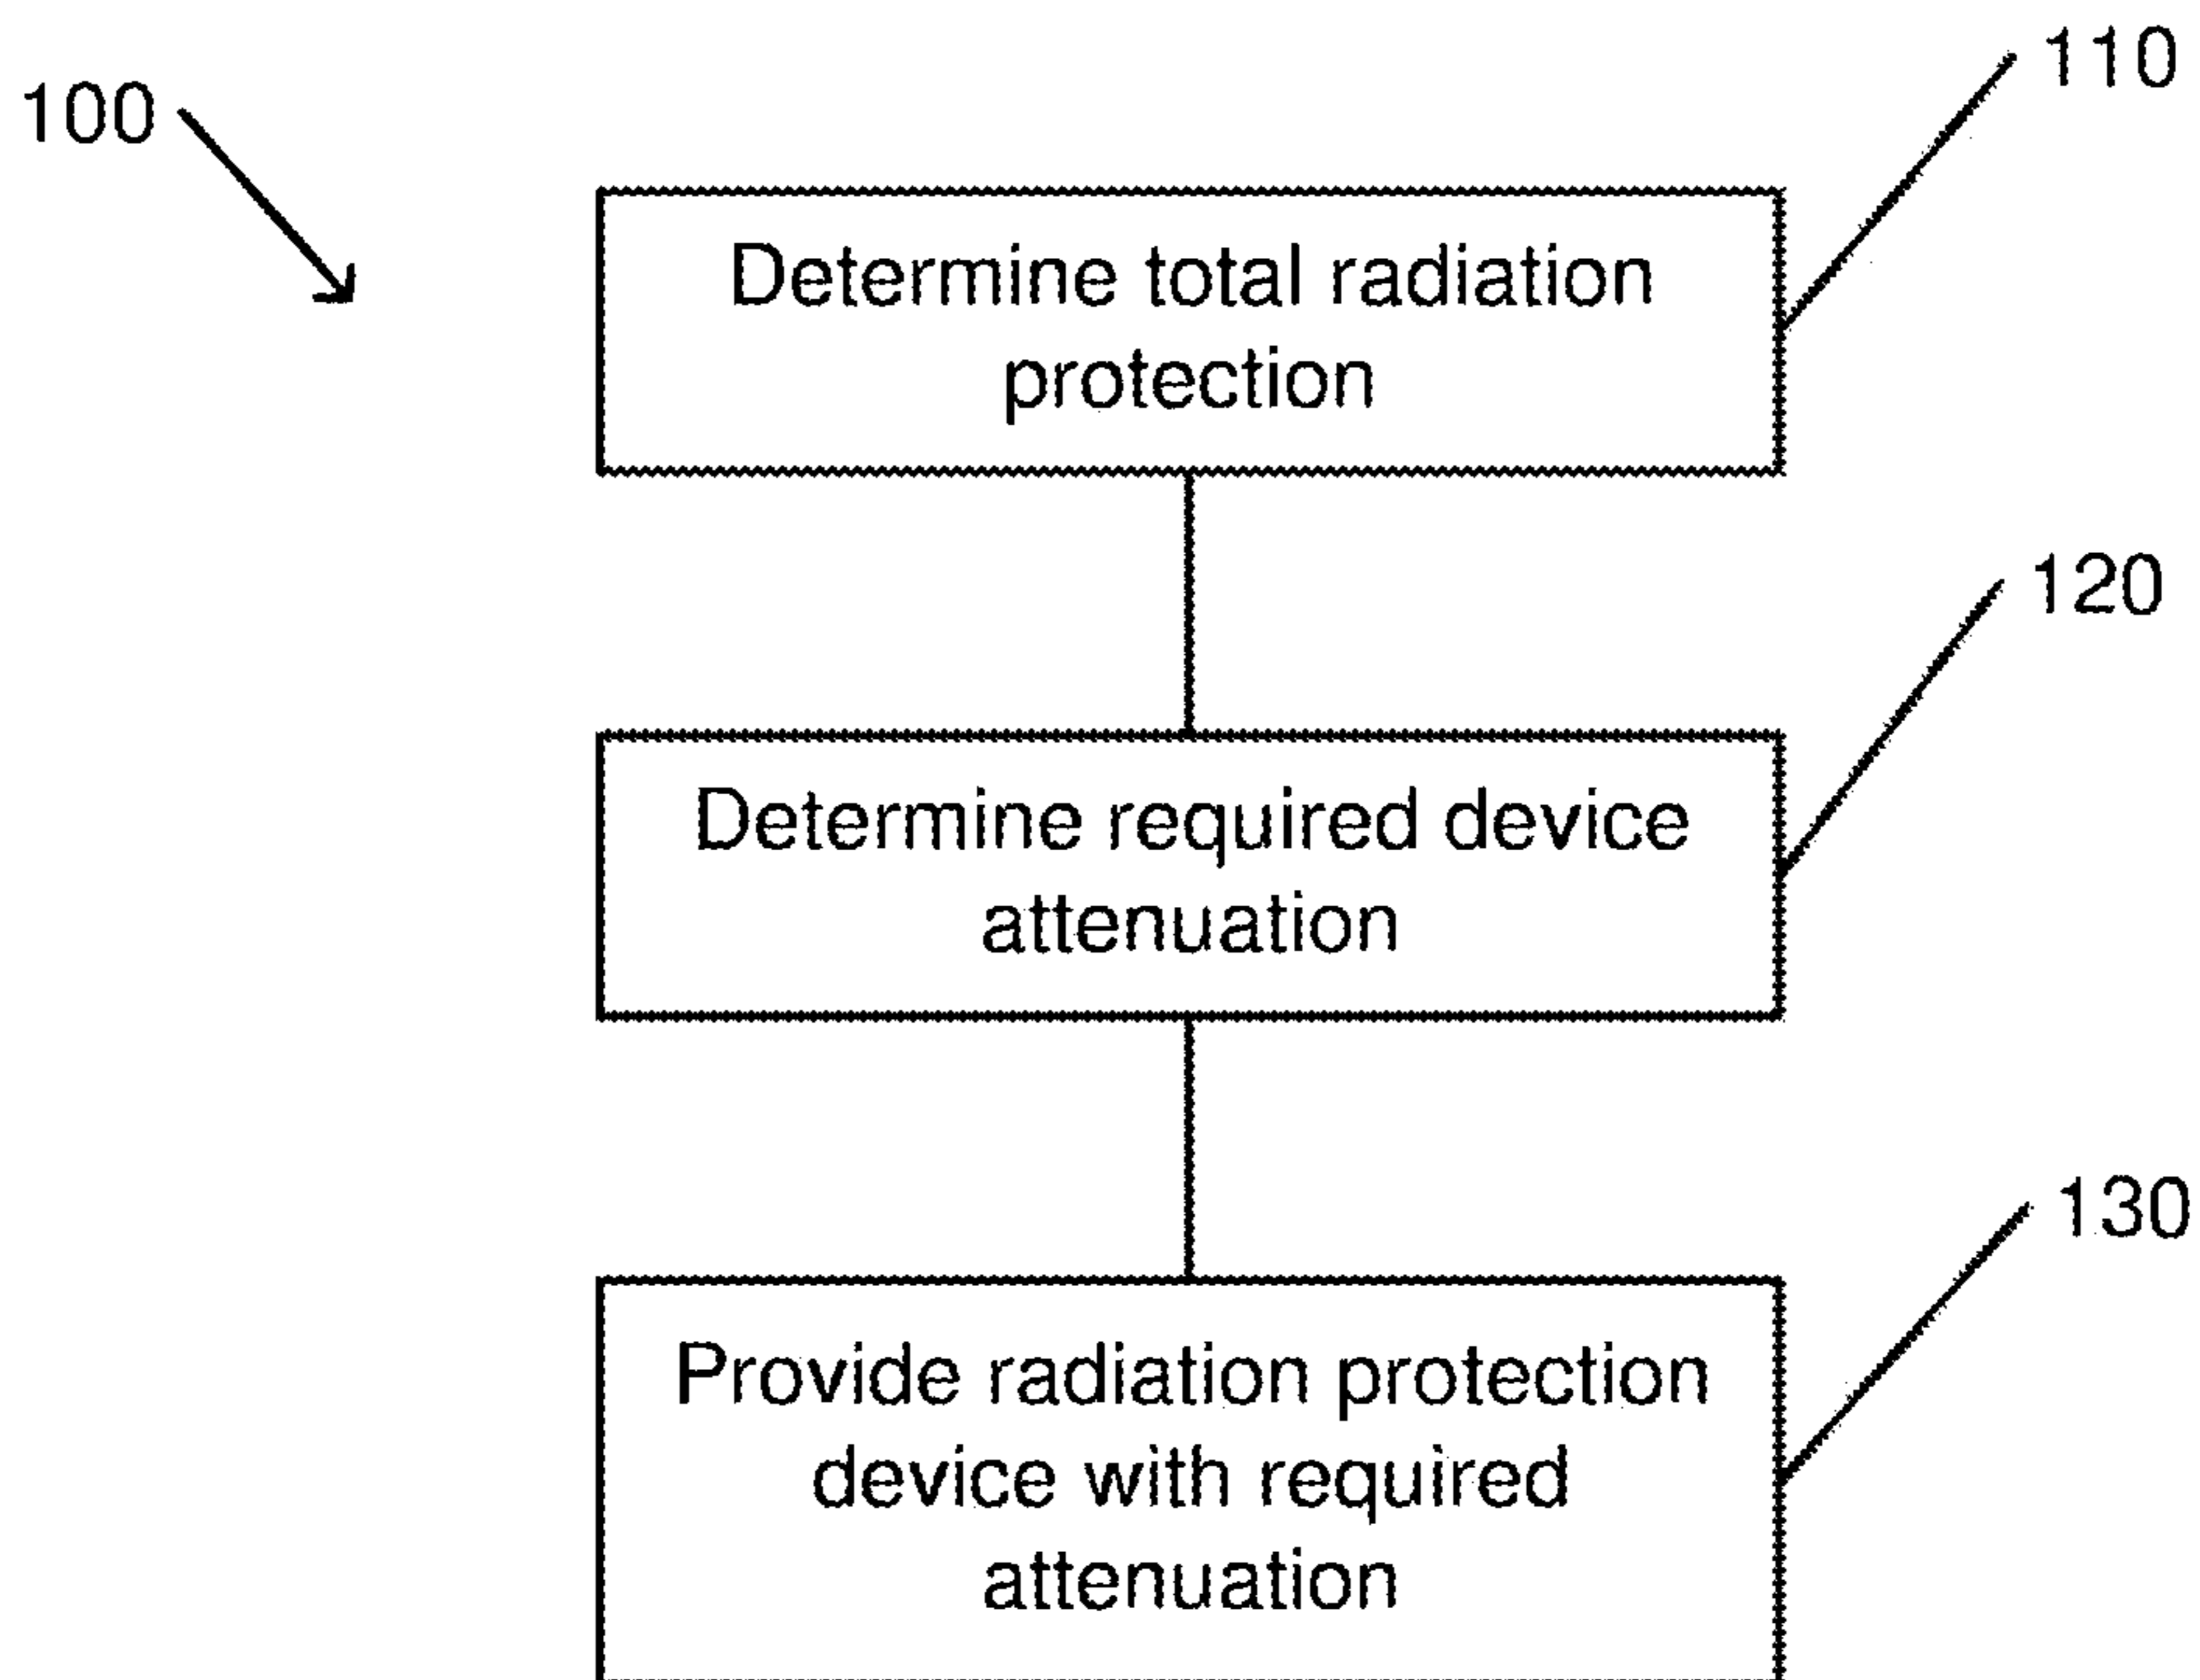 100
110
Determine total radiation
protection
120
Determine required device
attenuation
130
Provide radiation protection
device with required
attenuation